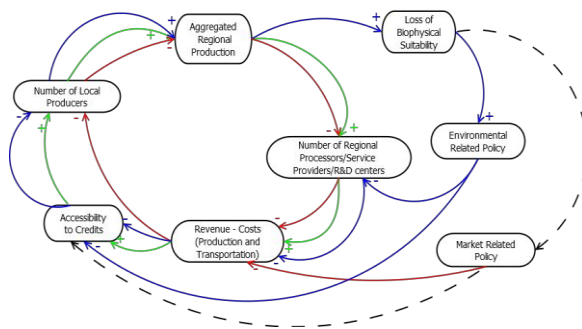 Aggregated
Regional
Production
Loss of
Biophysical
Suitability
Number of Local
Producers
Environmental
Related Policy
Number of Regional
Processors/Service
Providers/R&D centers
Accessibility
to Credits
Revenue - Costs
(Production and
Transportation)
Market Related
Policy
+
+
-
+
+
+
-
-
-
+
-
-
+
-
-
+
-
+
-
-